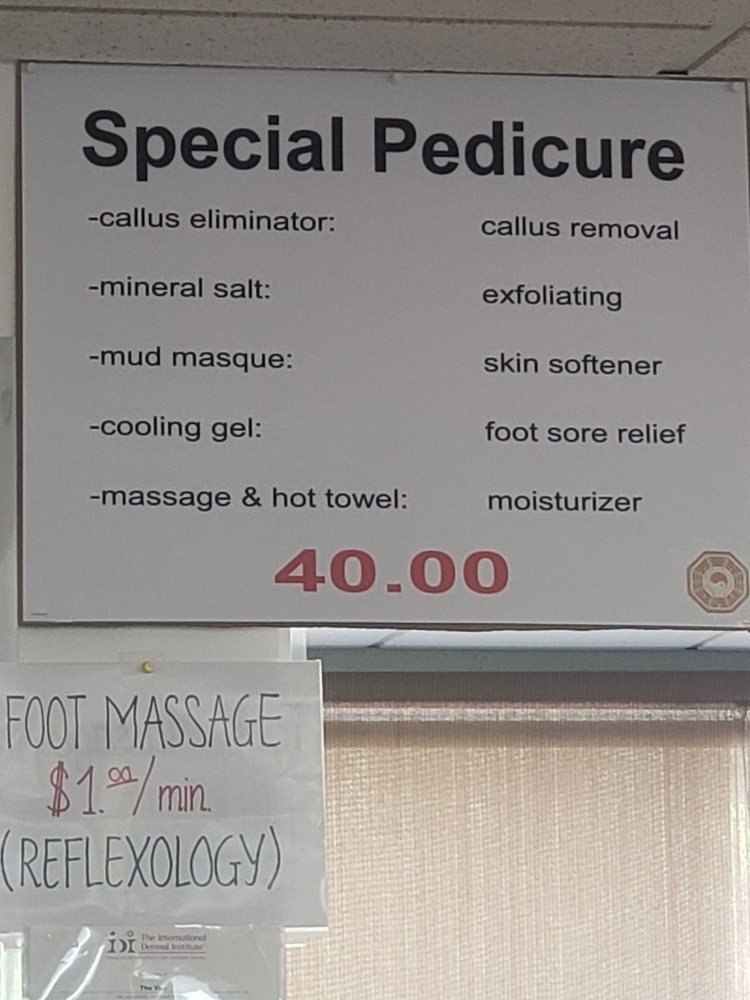 Special Pedicure
-callus eliminator: callus removal
-mineral salt: exfoliating
-mud masque: skin softener
-cooling gel: foot sore relief
-massage & hot towel: moisturizer
40.00
FOOT MASSAGE
$1.00/min.
(REFLEXOLOGY)
iDi The International
Dermal Institute